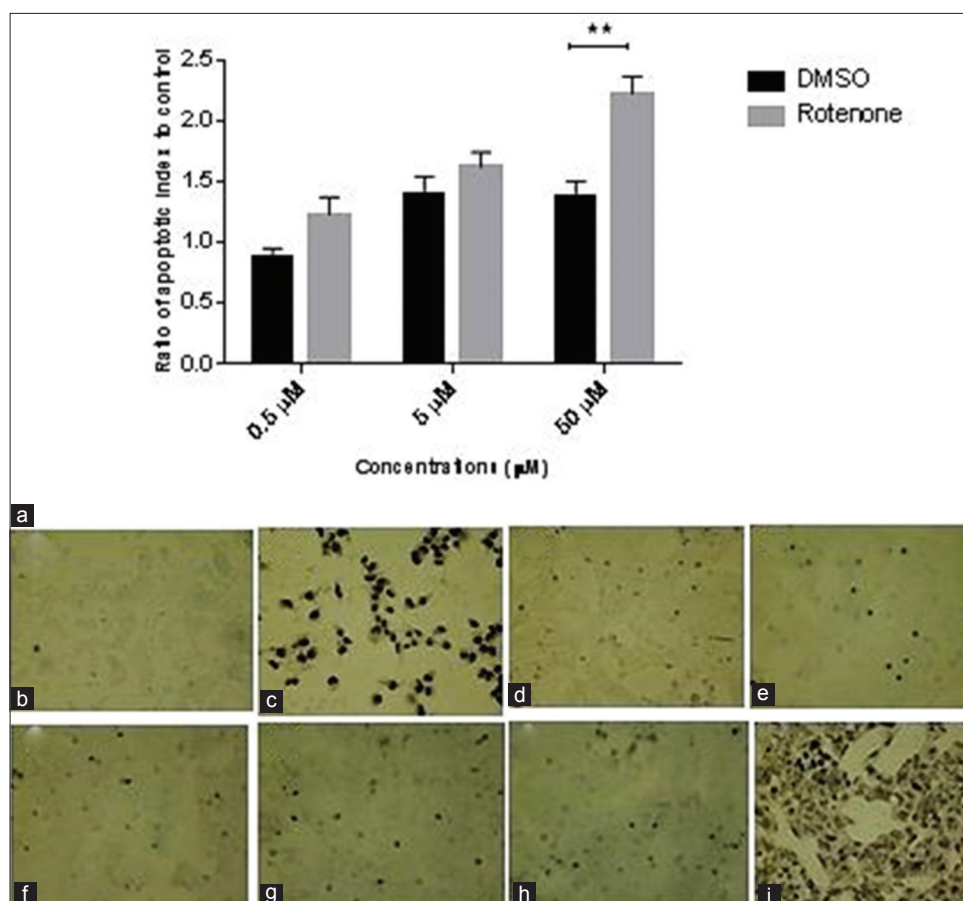 **
2.5
2.0
1.5
1.0
0.5
0.0
Ratio of apoptotic index to control
DMSO
Rotenone
0.5 µM
5 µM
50 µM
Concentrations (µM)
a
b
c
d
e
f
g
h
i